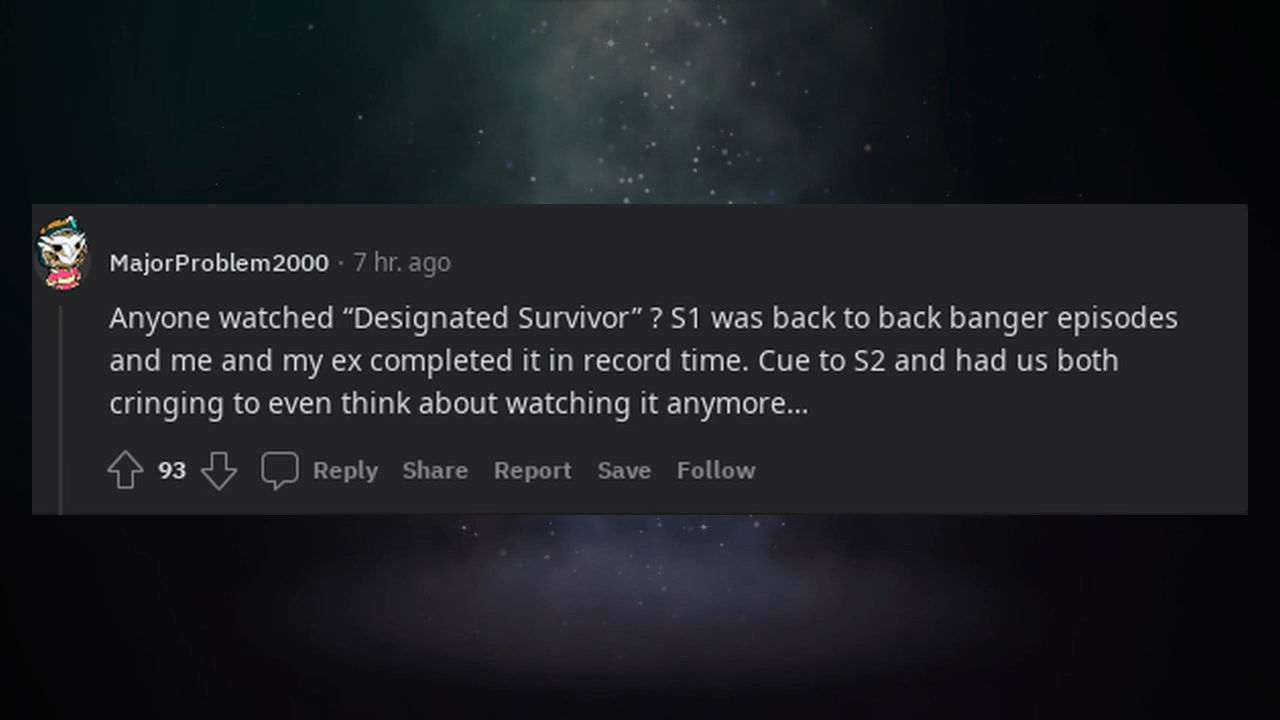 MajorProblem2000 · 7 hr. ago
Anyone watched “Designated Survivor” ? S1 was back to back banger episodes
and me and my ex completed it in record time. Cue to S2 and had us both
cringing to even think about watching it anymore...
93 Reply Share Report Save Follow